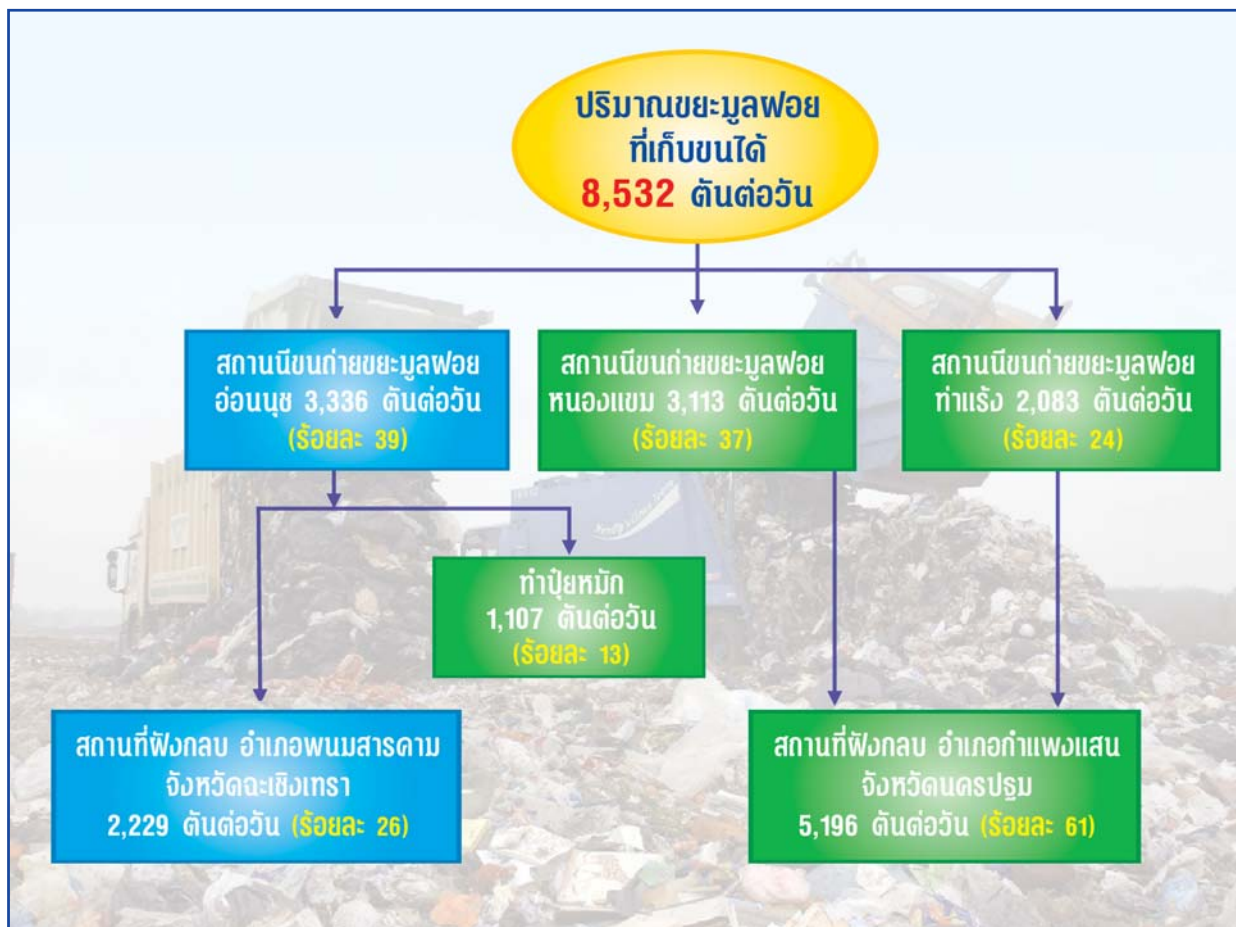 ปริมาณขยะมูลฝอย
ที่เก็บขนได้
8,532 ตันต่อวัน
สถานนีขนถ่ายขยะมูลฝอย
อ่อนนุช 3,336 ตันต่อวัน
(ร้อยละ 39)
สถานนีขนถ่ายขยะมูลฝอย
หนองแขม 3,113 ตันต่อวัน
(ร้อยละ 37)
สถานนีขนถ่ายขยะมูลฝอย
ท่าแร้ง 2,083 ตันต่อวัน
(ร้อยละ 24)
ทำปุ๋ยหมัก
1,107 ตันต่อวัน
(ร้อยละ 13)
สถานที่ฝังกลบ อำเภอพนมสารคาม
จังหวัดฉะเชิงเทรา
2,229 ตันต่อวัน (ร้อยละ 26)
สถานที่ฝังกลบ อำเภอกำแพงแสน
จังหวัดนครปฐม
5,196 ตันต่อวัน (ร้อยละ 61)